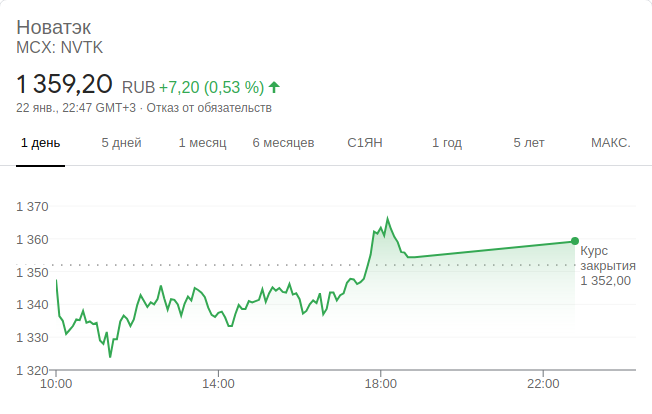 Новатэк
MCX: NVTK
1 359,20 RUB +7,20 (0,53 %)
22 янв., 22:47 GMT+3 · Отказ от обязательств
1 день 5 дней 1 месяц 6 месяцев С1ЯН 1 год 5 лет МАКС.
1 370
1 360
Курс
закрытия
1 352,00
1 350
1 340
1 330
1 320
10:00 14:00 18:00 22:00